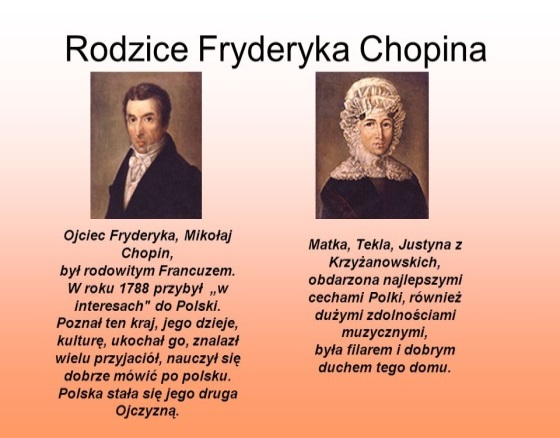 Rodzice Fryderyka Chopina
Ojciec Fryderyka, Mikołaj
Chopin,
był rodowitym Francuzem.
W roku 1788 przybył „w
interesach" do Polski.
Poznał ten kraj, jego dzieje,
kulturę, ukochał go, znalazł
wielu przyjaciół, nauczył się
dobrze mówić po polsku.
Polska stała się jego druga
Ojczyzną.
Matka, Tekla, Justyna z
Krzyżanowskich,
obdarzona najlepszymi
cechami Polki, również
dużymi zdolnościami
muzycznymi,
była filarem i dobrym
duchem tego domu.